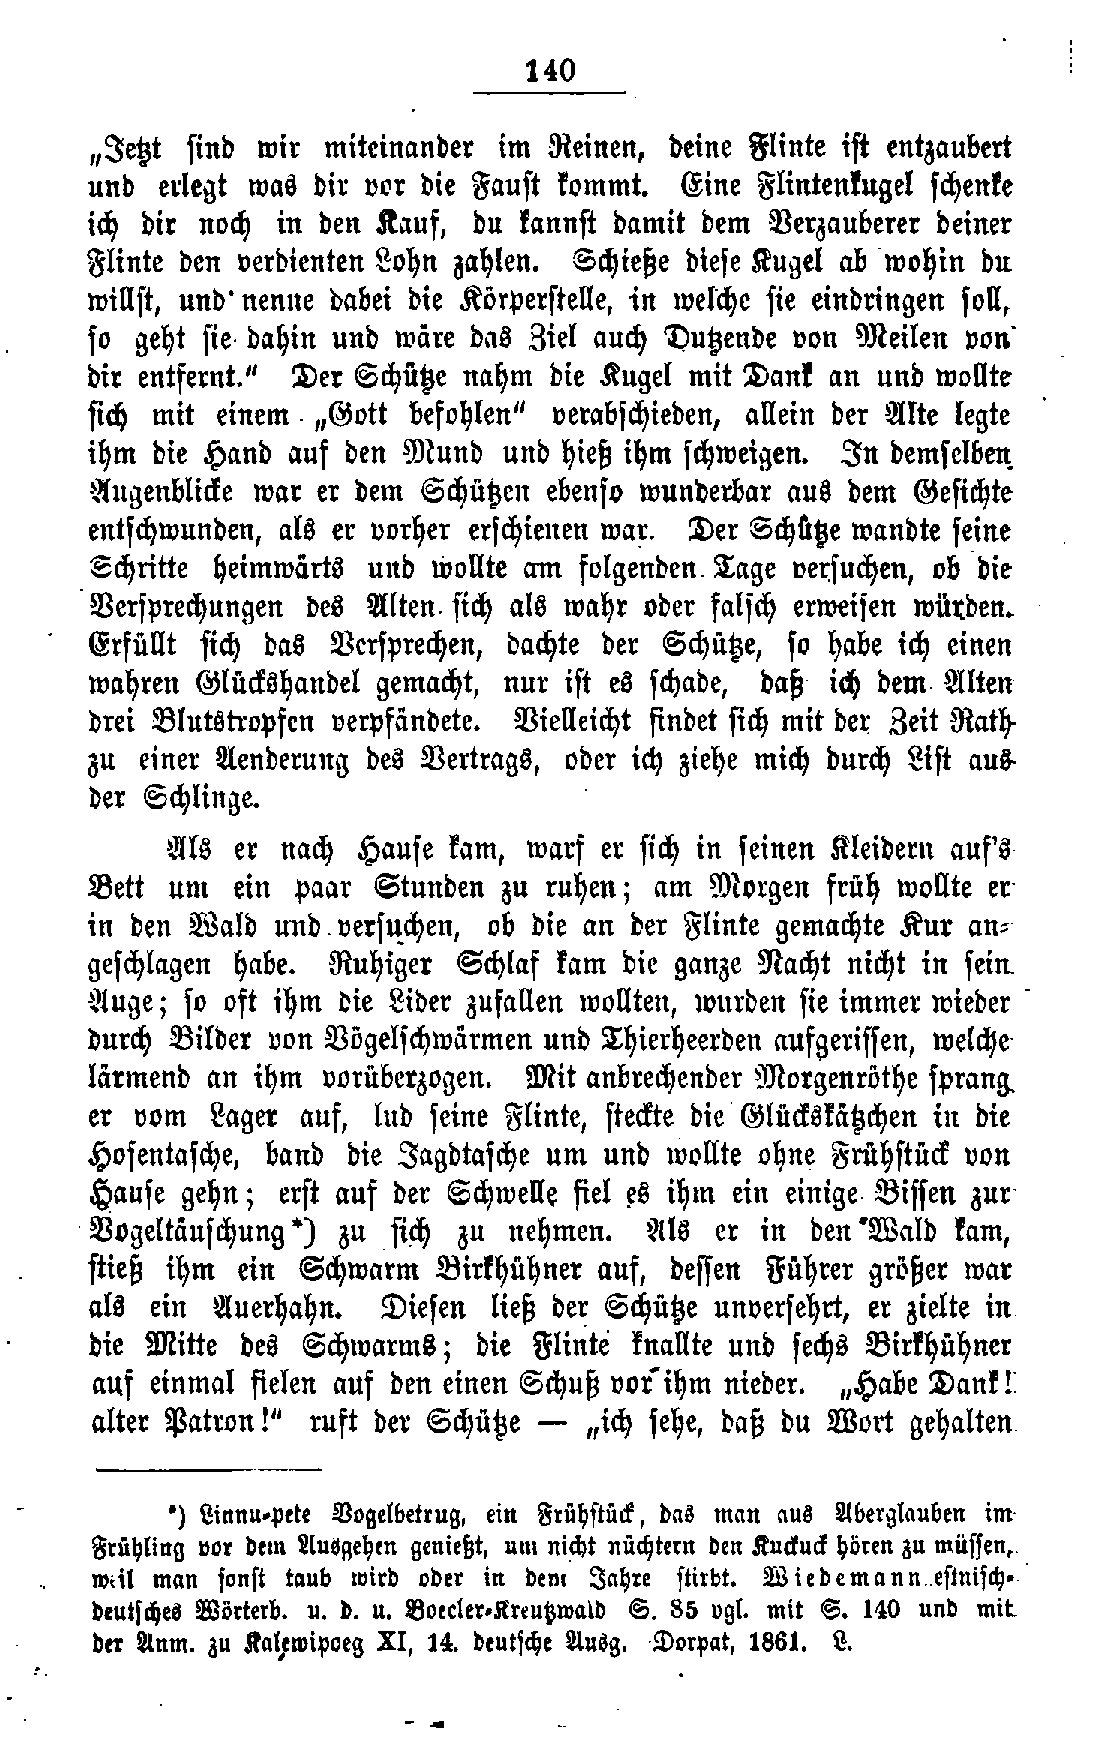 140
„Jetzt sind wir miteinander im Reinen, deine Flinte ist entzaubert
und erlegt was dir vor die Faust kommt. Eine Flintenkugel schenke
ich dir noch in den Kauf, du kannst damit dem Verzauberer deiner
Flinte den verdienten Lohn zahlen. Schieße diese Kugel ab wohin du
willst, und nenne dabei die Körperstelle, in welche sie eindringen soll,
so geht sie dahin und wäre das Ziel auch Dutzende von Meilen von
dir entfernt.“ Der Schütze nahm die Kugel mit Dank an und wollte
sich mit einem „Gott befohlen“ verabschieden, allein der Alte legte
ihm die Hand auf den Mund und hieß ihm schweigen. In demselben
Augenblicke war er dem Schützen ebenso wunderbar aus dem Gesichte
entschwunden, als er vorher erschienen war. Der Schütze wandte seine
Schritte heimwärts und wollte am folgenden Tage versuchen, ob die
Versprechungen des Alten sich als wahr oder falsch erweisen würden.
Erfüllt sich das Versprechen, dachte der Schütze, so habe ich einen
wahren Glückshandel gemacht, nur ist es schade, daß ich dem Alten
drei Blutstropfen verpfändete. Vielleicht findet sich mit der Zeit Rath
zu einer Aenderung des Vertrags, oder ich ziehe mich durch List aus
der Schlinge.
Als er nach Hause kam, warf er sich in seinen Kleidern auf's
Bett um ein paar Stunden zu ruhen; am Morgen früh wollte er
in den Wald und versuchen, ob die an der Flinte gemachte Kur an-
geschlagen habe. Ruhiger Schlaf kam die ganze Nacht nicht in sein
Auge; so oft ihm die Lider zufallen wollten, wurden sie immer wieder
durch Bilder von Vögelschwärmen und Thierheerden aufgerissen, welche
lärmend an ihm vorüberzogen. Mit anbrechender Morgenröthe sprang
er vom Lager auf, lud seine Flinte, steckte die Glückskätzchen in die
Hosentasche, band die Jagdtasche um und wollte ohne Frühstück von
Hause gehn; erst auf der Schwelle fiel es ihm ein einige Bissen zur
Vogeltäuschung*) zu sich zu nehmen. Als er in den Wald kam,
stieß ihm ein Schwarm Birkhühner auf, dessen Führer größer war
als ein Auerhahn. Diesen ließ der Schütze unversehrt, er zielte in
die Mitte des Schwarms; die Flinte knallte und sechs Birkhühner
auf einmal fielen auf den einen Schuß vor ihm nieder. „Habe Dank!
alter Patron!“ ruft der Schütze — „ich sehe, daß du Wort gehalten
*) Linnu-pete Vogelbetrug, ein Frühstück, das man aus Aberglauben im
Frühling vor dem Ausgehen genießt, um nicht nüchtern den Kuckuck hören zu müssen,
weil man sonst taub wird oder in dem Jahre stirbt. Wiedemann estnisch-
deutsches Wörterb. u. d. u. Boecler-Kreutzwald S. 85 vgl. mit S. 140 und mit
der Anm. zu Kalewipoeg XI, 14. deutsche Ausg. Dorpat, 1861. L.